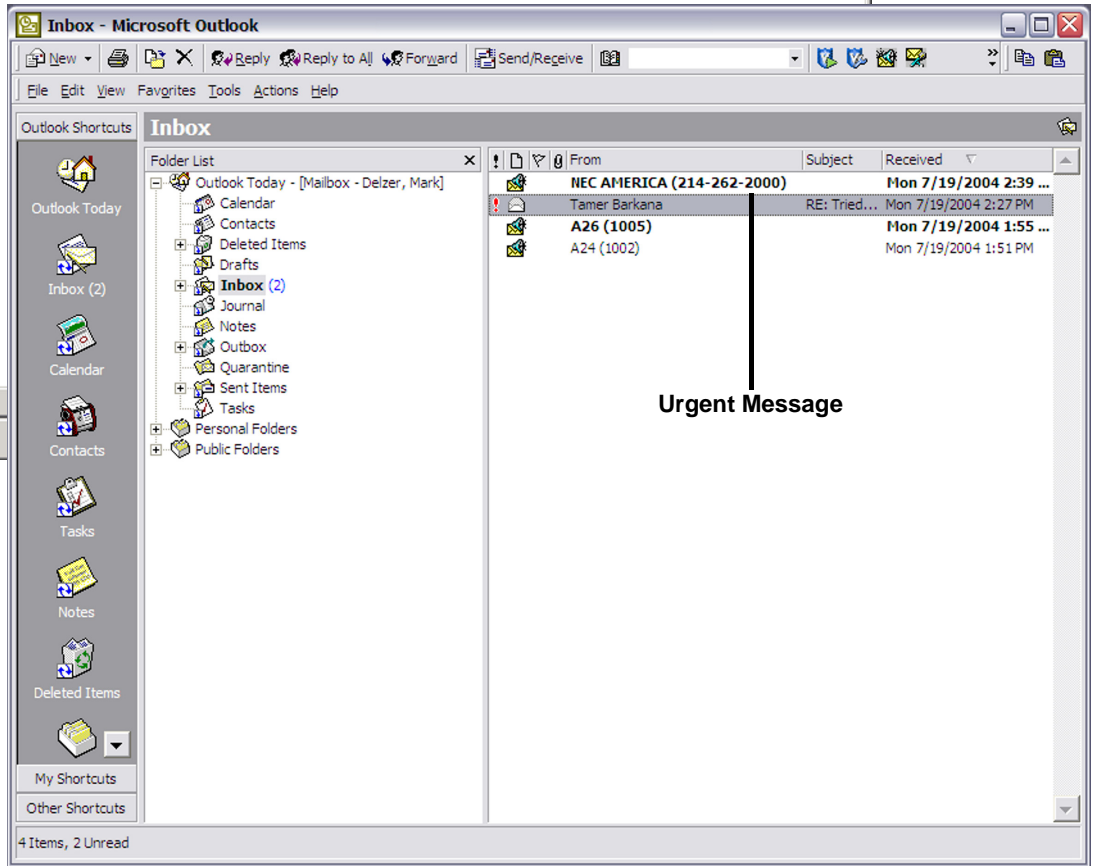 Inbox - Microsoft Outlook
New Reply Reply to All Forward Send/Receive
File Edit View Favorites Tools Actions Help
Outlook Shortcuts
Inbox
Outlook Today
Inbox (2)
Calendar
Contacts
Tasks
Notes
Deleted Items
My Shortcuts
Other Shortcuts
Folder List
Outlook Today - [Mailbox - Delzer, Mark]
Calendar
Contacts
Deleted Items
Drafts
Inbox (2)
Journal
Notes
Outbox
Quarantine
Sent Items
Tasks
Personal Folders
Public Folders
! From Subject Received
NEC AMERICA (214-262-2000) Mon 7/19/2004 2:39 ...
! Tamer Barkana RE: Tried... Mon 7/19/2004 2:27 PM
A26 (1005) Mon 7/19/2004 1:55 ...
A24 (1002) Mon 7/19/2004 1:51 PM
Urgent Message
4 Items, 2 Unread